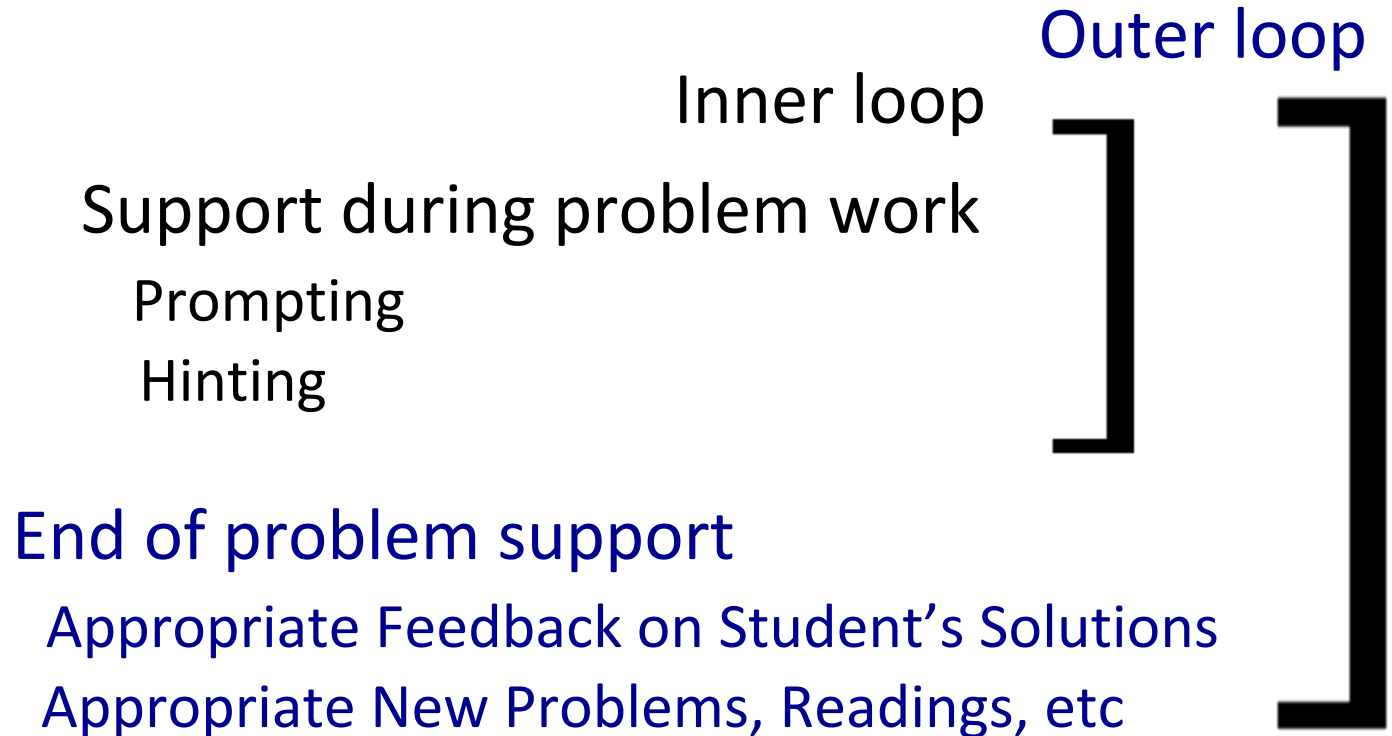 Outer loop
Inner loop
Support during problem work
Prompting
Hinting
End of problem support
Appropriate Feedback on Student’s Solutions
Appropriate New Problems, Readings, etc